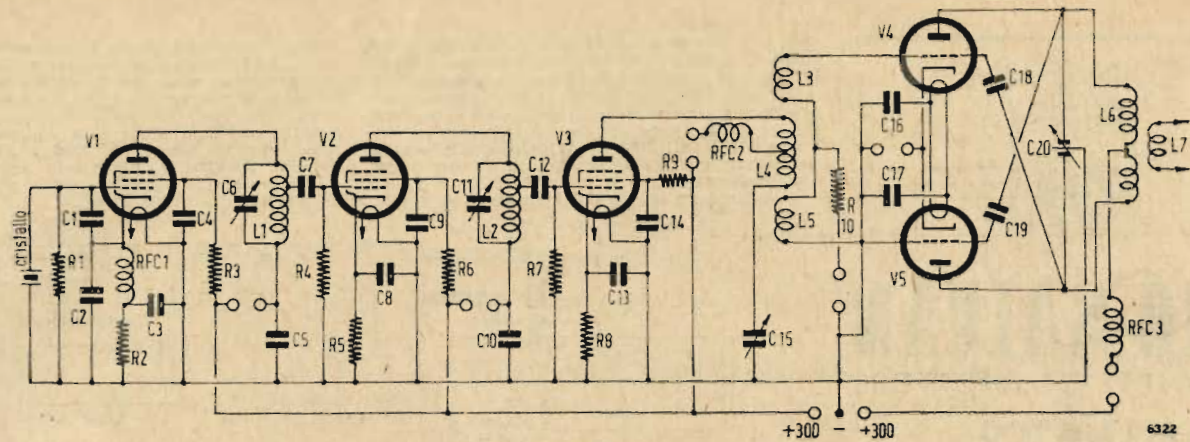 cristallo
R1
C1
C2
V1
RFC1
C3
R2
C4
R3
C6
L1
C5
C7
R4
V2
C8
R5
C9
R6
C11
L2
C10
C12
R7
V3
C13
R8
C14
R9
RFC2
L3
L4
L5
C15
R
10
V4
C16
C17
V5
C18
C19
C20
L6
L7
RFC3
+300
−
+300
6322